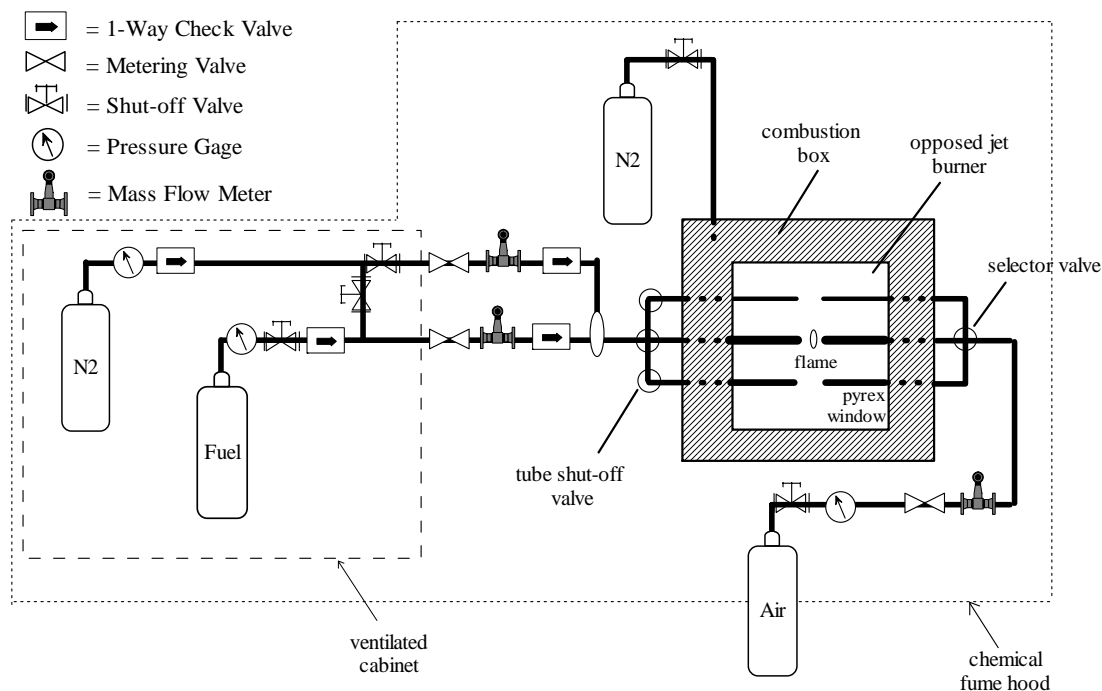 = 1-Way Check Valve
= Metering Valve
= Shut-off Valve
= Pressure Gage
= Mass Flow Meter
N2
combustion
box
opposed jet
burner
selector valve
N2
Fuel
flame
pyrex
window
tube shut-off
valve
Air
ventilated
cabinet
chemical
fume hood